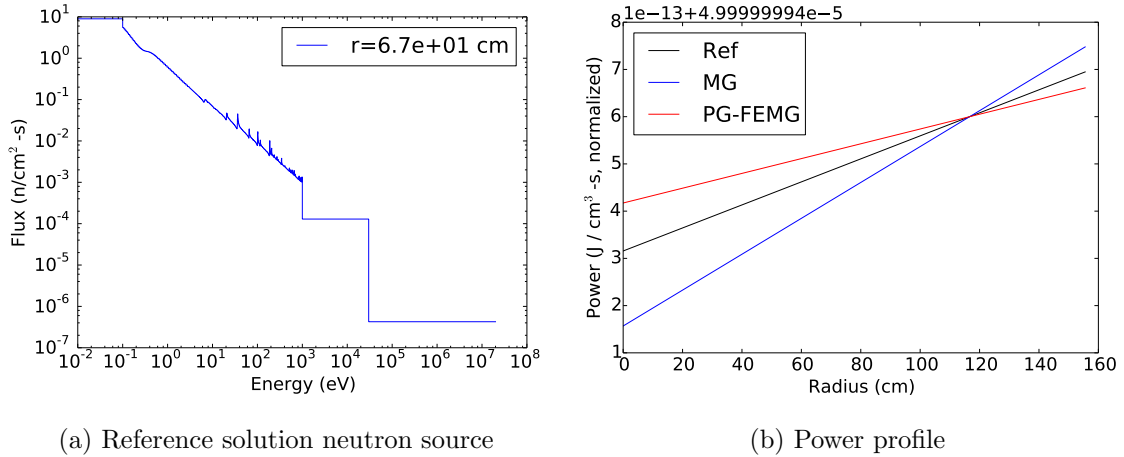 10^1
10^0
10^-1
10^-2
10^-3
10^-4
10^-5
10^-6
10^-7
Flux (n/cm^2 -s)
r=6.7e+01 cm
10^-2 10^-1 10^0 10^1 10^2 10^3 10^4 10^5 10^6 10^7 10^8
Energy (eV)
(a) Reference solution neutron source
1e−13+4.99999994e−5
8
7
6
5
4
3
2
1
Power (J / cm^3 -s, normalized)
Ref
MG
PG-FEMG
0 20 40 60 80 100 120 140 160
Radius (cm)
(b) Power profile